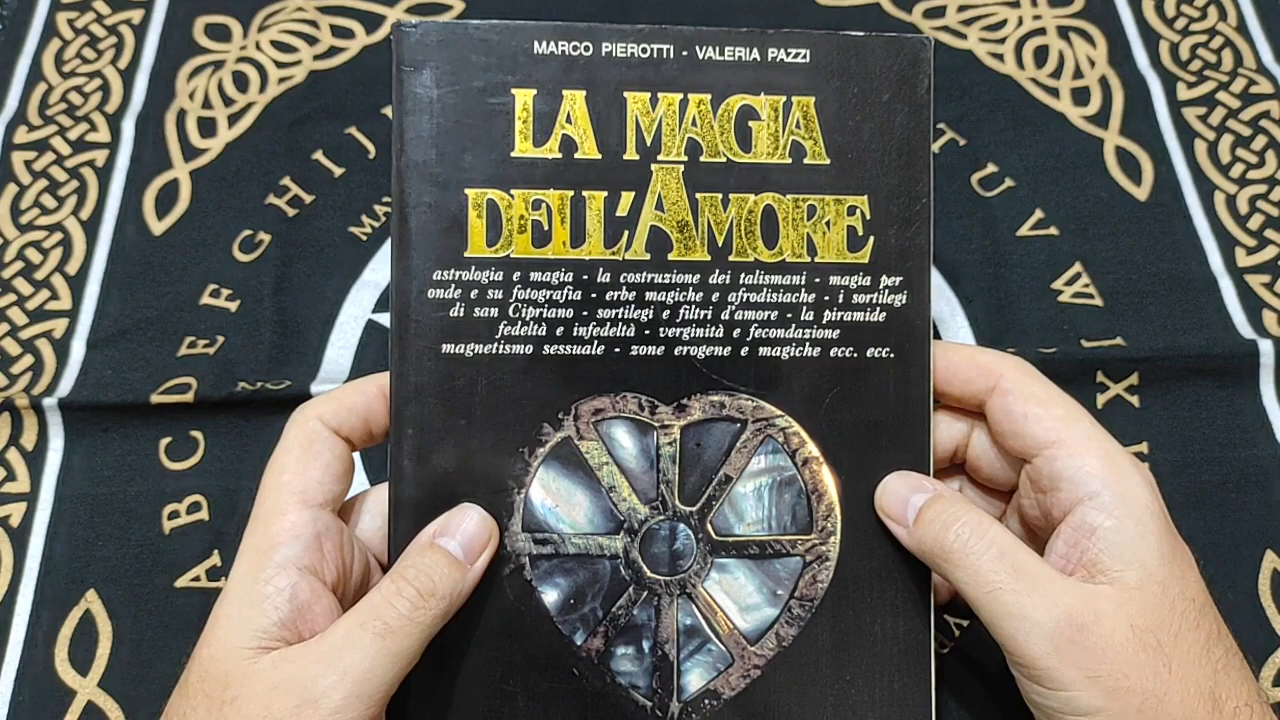 MARCO PIEROTTI - VALERIA PAZZI
LA MAGIA
DELL'AMORE
astrologia e magia - la costruzione dei talismani - magia per
onde e su fotografia - erbe magiche e afrodisiache - i sortilegi
di san Cipriano - sortilegi e filtri d'amore - la piramide
fedeltà e infedeltà - verginità e fecondazione
magnetismo sessuale - zone erogene e magiche ecc. ecc.
A B C D E F G H I J
NO
T U V W I X